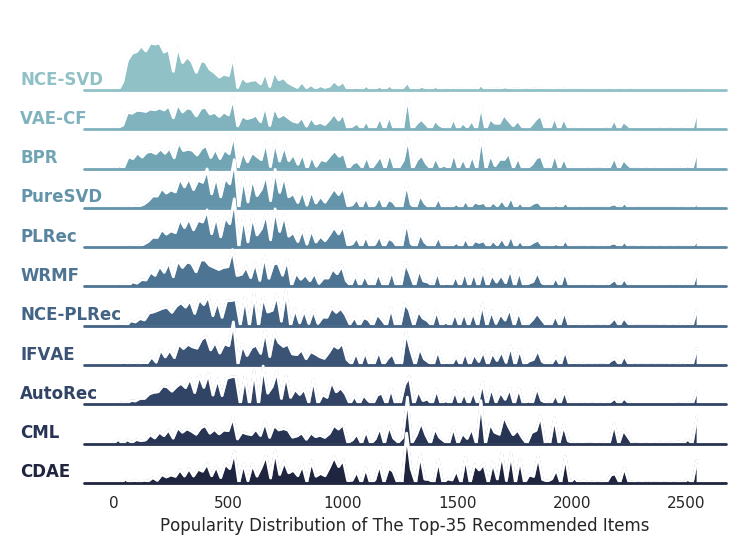 NCE-SVD
VAE-CF
BPR
PureSVD
PLRec
WRMF
NCE-PLRec
IFVAE
AutoRec
CML
CDAE
0 500 1000 1500 2000 2500
Popularity Distribution of The Top-35 Recommended Items